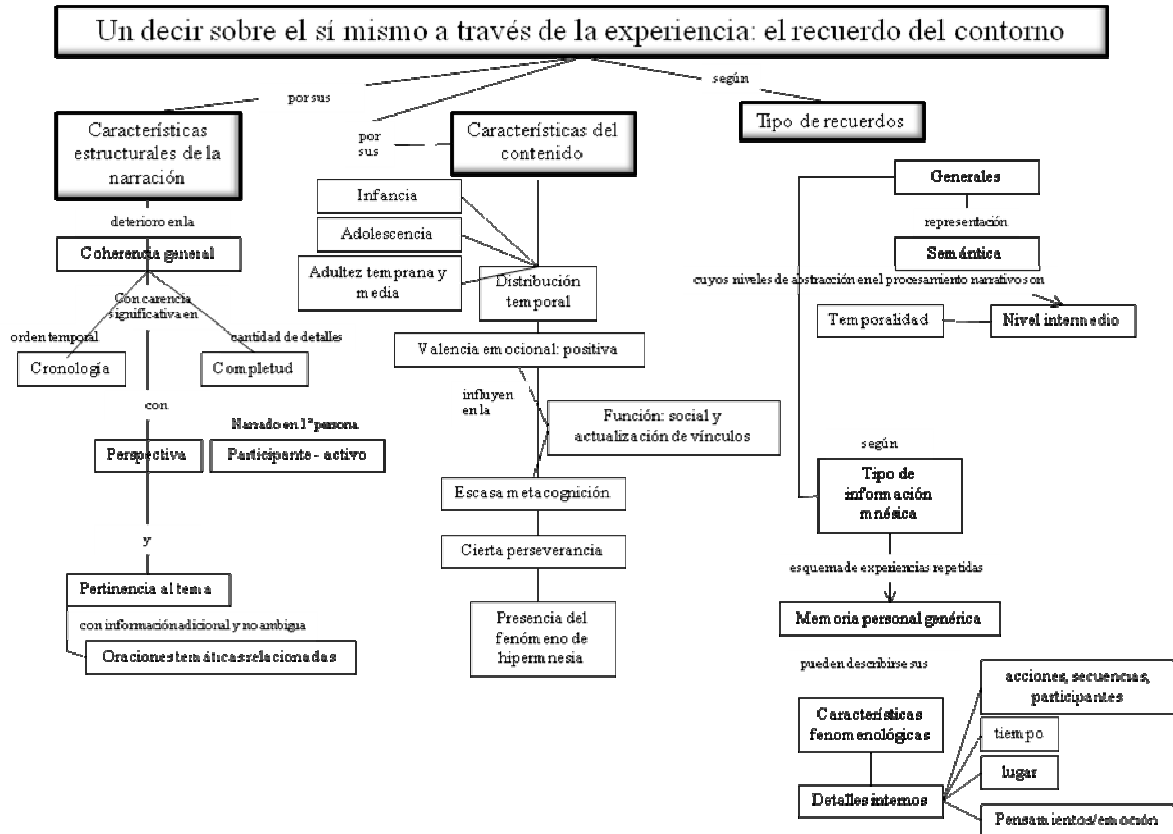 Un decir sobre el sí mismo a través de la experiencia: el recuerdo del contorno
por sus
Características
estructurales de la
narración
deterioro en la
Coherencia general
Con carencia
significativa en
orden temporal
cantidad de detalles
Cronología
Completud
con
Narrado en 1ª persona
Perspectiva
Participante - activo
y
Pertinencia al tema
con información adicional y no ambigua
Oraciones temáticas relacionadas
por
sus
Características del
contenido
Infancia
Adolescencia
Adultez temprana y
media
Distribución
temporal
Valencia emocional: positiva
influyen
en la
Función: social y
actualización de vínculos
Escasa metacognición
Cierta perseverancia
Presencia del
fenómeno de
hipermnesia
según
Tipo de recuerdos
Generales
representación
Semántica
cuyos niveles de abstracción en el procesamiento narrativo son
Temporalidad
Nivel intermedio
según
Tipo de
información
mnésica
esquema de experiencias repetidas
Memoria personal genérica
pueden describirse sus
Características
fenomenológicas
Detalles internos
acciones, secuencias,
participantes
tiempo
lugar
Pensamientos/emoción